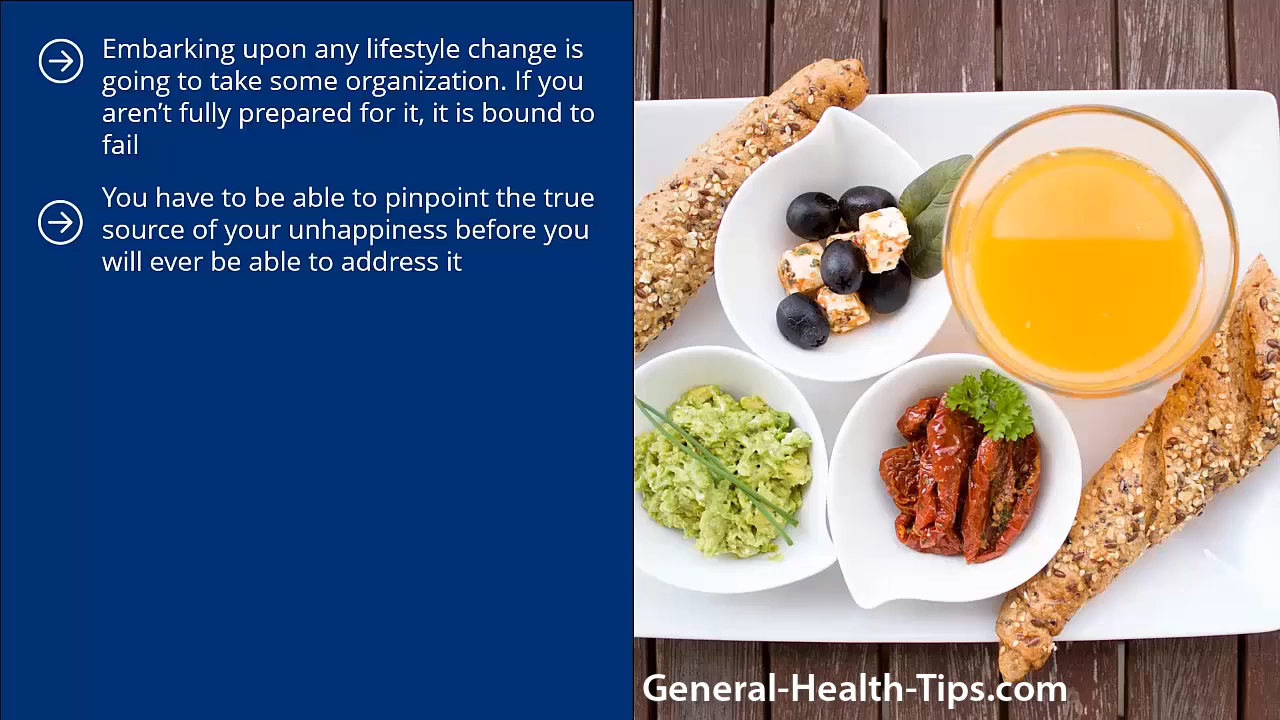 Embarking upon any lifestyle change is
going to take some organization. If you
aren’t fully prepared for it, it is bound to
fail
You have to be able to pinpoint the true
source of your unhappiness before you
will ever be able to address it
General-Health-Tips.com